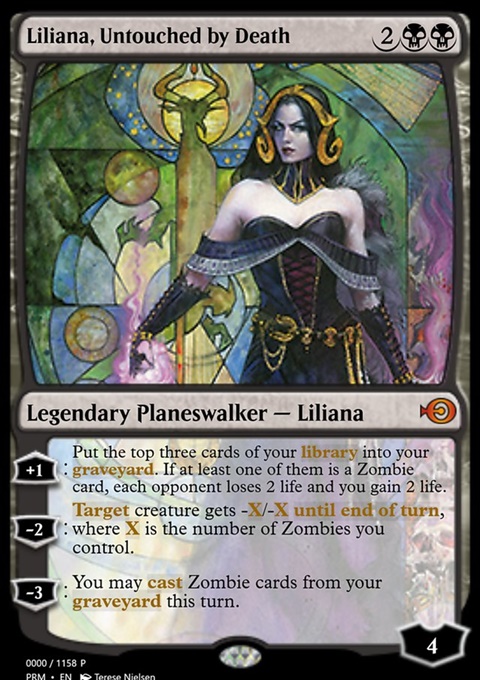 Liliana, Untouched by Death 2
Legendary Planeswalker — Liliana
Put the top three cards of your library into your
+1 : graveyard. If at least one of them is a Zombie
card, each opponent loses 2 life and you gain 2 life.
Target creature gets -X/-X until end of turn,
-2 : where X is the number of Zombies you
control.
-3 : You may cast Zombie cards from your
graveyard this turn.
4
0000 / 1158 P
PRM • EN Terese Nielsen